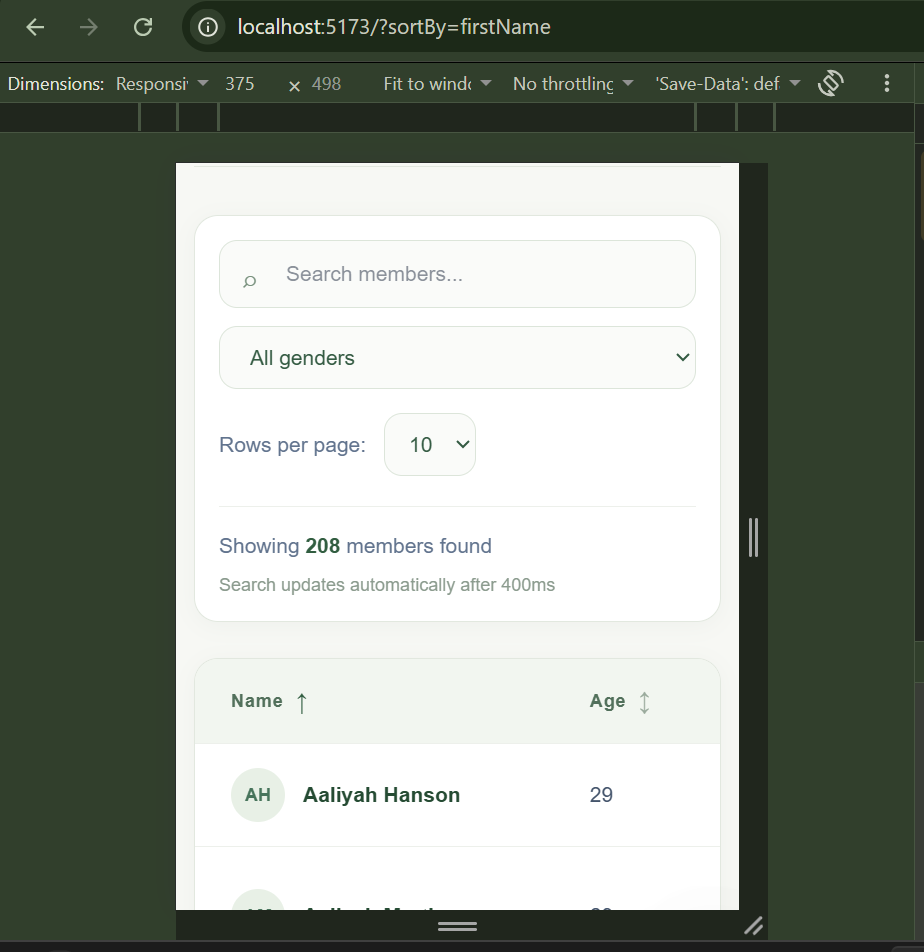 localhost:5173/?sortBy=firstName
Dimensions: Responsi 375 × 498 Fit to wind No throttling 'Save-Data': def
Search members...
All genders
Rows per page: 10
Showing 208 members found
Search updates automatically after 400ms
Name ↑ Age ↕
AH Aaliyah Hanson 29